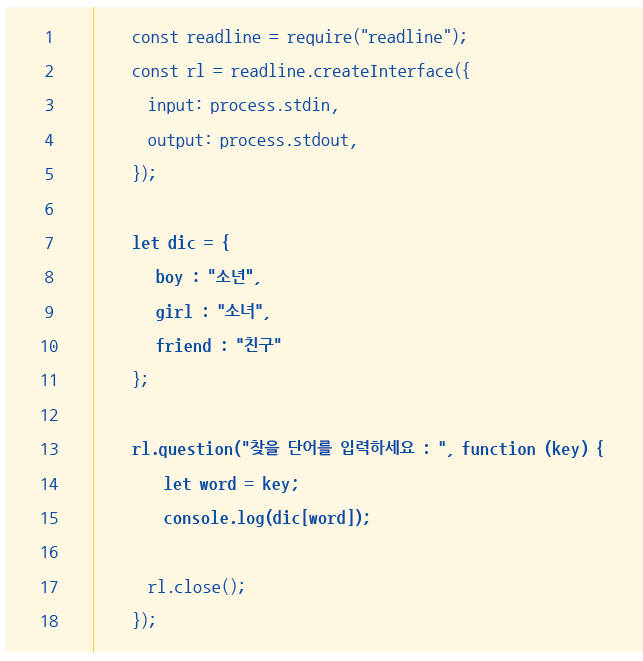 1 const readline = require("readline");
2 const rl = readline.createInterface({
3 input: process.stdin,
4 output: process.stdout,
5 });
6
7 let dic = {
8 boy : "소년",
9 girl : "소녀",
10 friend : "친구"
11 };
12
13 rl.question("찾을 단어를 입력하세요 : ", function (key) {
14 let word = key;
15 console.log(dic[word]);
16
17 rl.close();
18 });